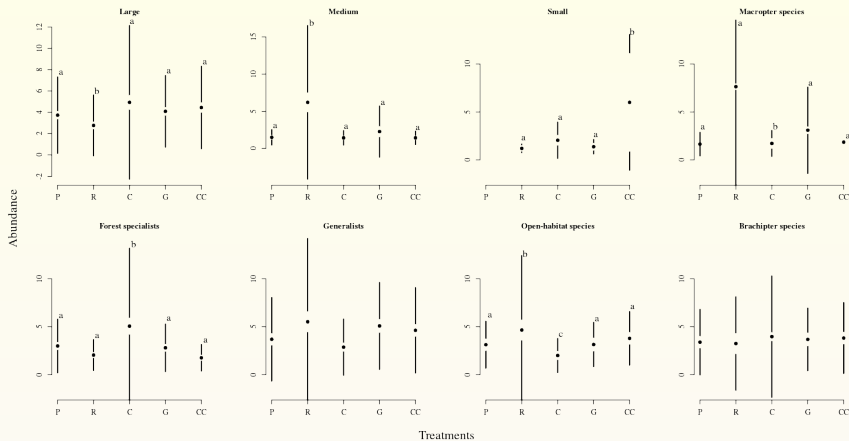 Large
12
10
8
6
4
2
0
-2
a
b
a
a
a
P R C G CC
Medium
15
10
5
0
a
b
a
a
a
P R C G CC
Small
10
5
0
a
a
a
b
R C G CC
Macropter species
10
5
0
a
a
b
a
a
P R C G CC
Abundance
Forest specialists
10
5
0
a
a
b
a
a
P R C G CC
Generalists
10
5
0
P R C G CC
Open-habitat species
10
5
0
a
b
c
a
a
P R C G CC
Brachipter species
10
5
0
P R C G CC
Treatments